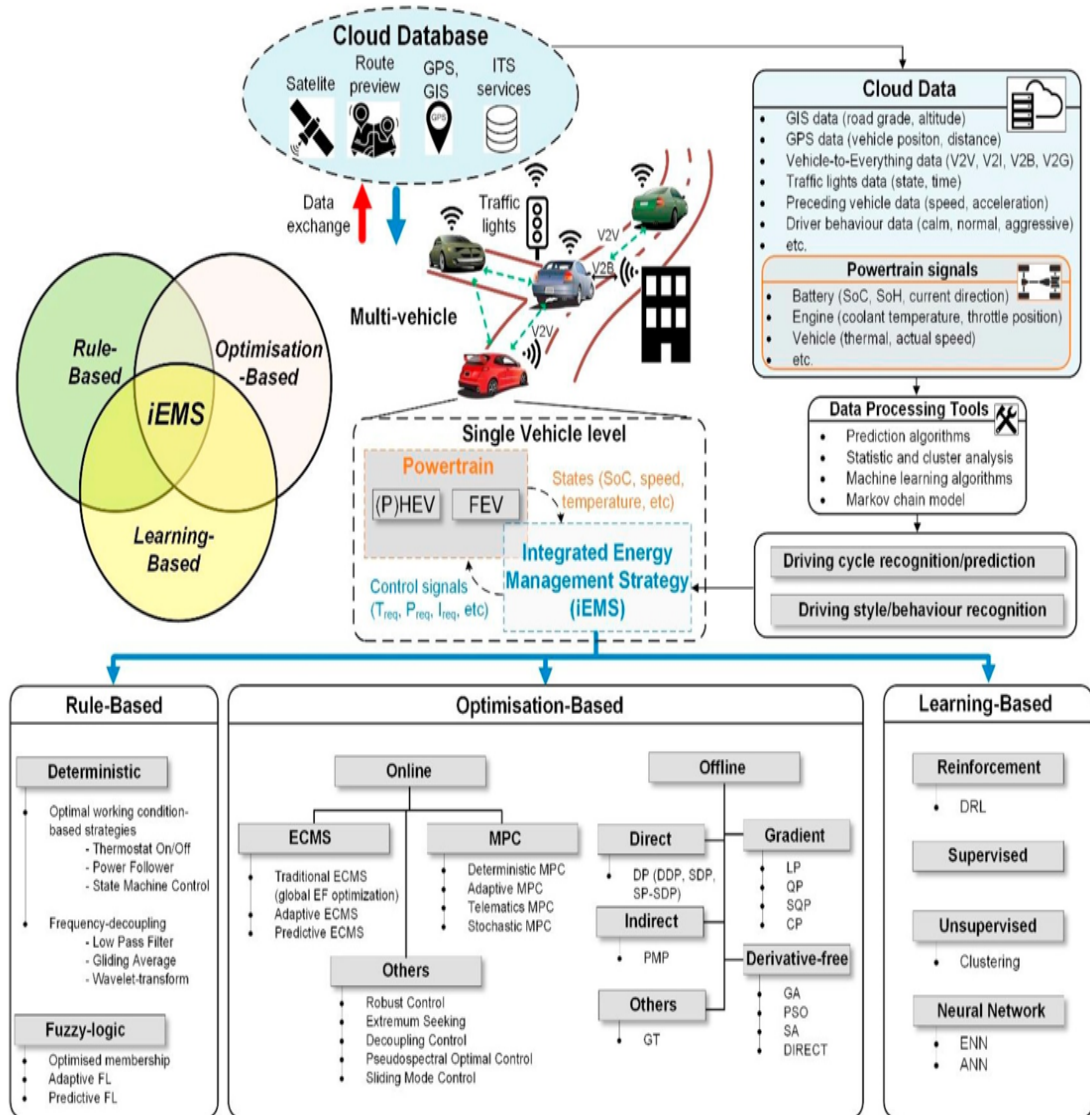 Cloud Database
Satelite
Route
preview
GPS,
GIS
GPS
ITS
services
Data
exchange
Traffic
lights
V2V
V2B
V2V
Multi-vehicle
Cloud Data
GIS data (road grade, altitude)
GPS data (vehicle positon, distance)
Vehicle-to-Everything data (V2V, V2I, V2B, V2G)
Traffic lights data (state, time)
Preceding vehicle data (speed, acceleration)
Driver behaviour data (calm, normal, aggressive)
etc.
Powertrain signals
Battery (SoC, SoH, current direction)
Engine (coolant temperature, throttle position)
Vehicle (thermal, actual speed)
etc.
Data Processing Tools
Prediction algorithms
Statistic and cluster analysis
Machine learning algorithms
Markov chain model
Driving cycle recognition/prediction
Driving style/behaviour recognition
Rule-
Based
Optimisation
-Based
iEMS
Learning-
Based
Single Vehicle level
Powertrain
(P)HEV
FEV
States (SoC, speed,
temperature, etc)
Integrated Energy
Management Strategy
(iEMS)
Control signals
(Treq, Preq, Ireq, etc)
Rule-Based
Deterministic
Optimal working condition-
based strategies
- Thermostat On/Off
- Power Follower
- State Machine Control
Frequency-decoupling
- Low Pass Filter
- Gliding Average
- Wavelet-transform
Fuzzy-logic
Optimised membership
Adaptive FL
Predictive FL
Optimisation-Based
Online
ECMS
Traditional ECMS
(global EF optimization)
Adaptive ECMS
Predictive ECMS
MPC
Deterministic MPC
Adaptive MPC
Telematics MPC
Stochastic MPC
Others
Robust Control
Extremum Seeking
Decoupling Control
Pseudospectral Optimal Control
Sliding Mode Control
Offline
Direct
DP (DDP, SDP,
SP-SDP)
Indirect
PMP
Others
GT
Gradient
LP
QP
SQP
CP
Derivative-free
GA
PSO
SA
DIRECT
Learning-Based
Reinforcement
DRL
Supervised
Unsupervised
Clustering
Neural Network
ENN
ANN